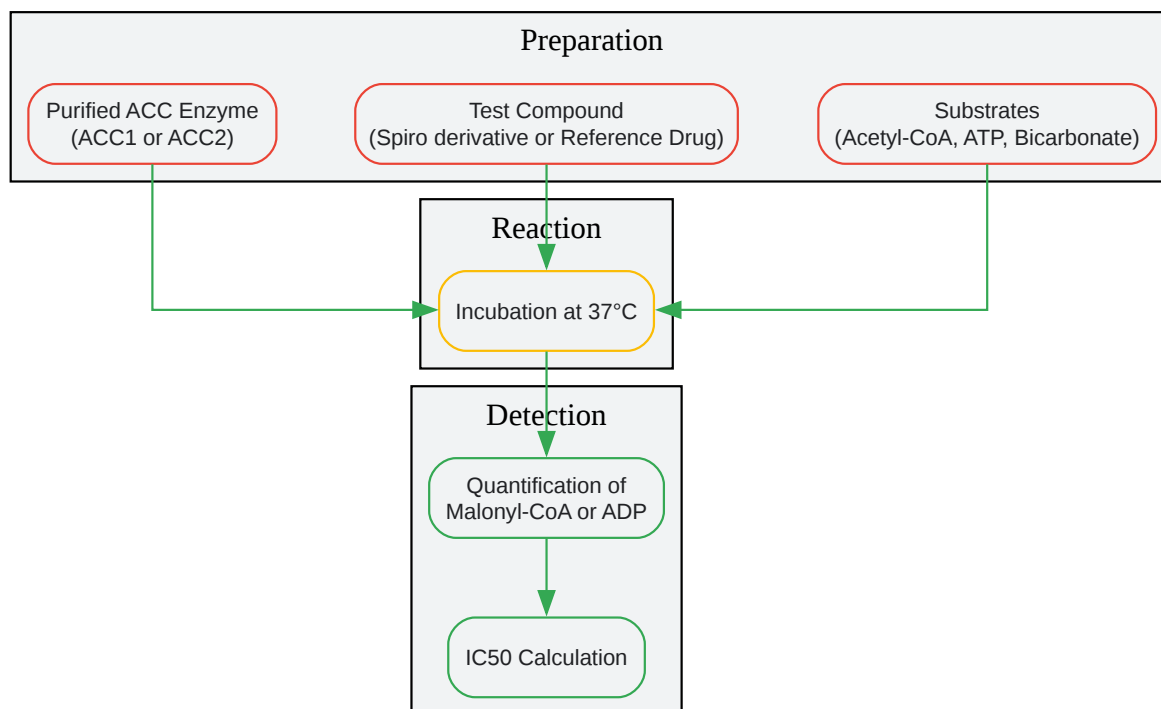 Preparation
Purified ACC Enzyme
(ACC1 or ACC2)
Test Compound
(Spiro derivative or Reference Drug)
Substrates
(Acetyl-CoA, ATP, Bicarbonate)
Reaction
Incubation at 37°C
Detection
Quantification of
Malonyl-CoA or ADP
IC50 Calculation